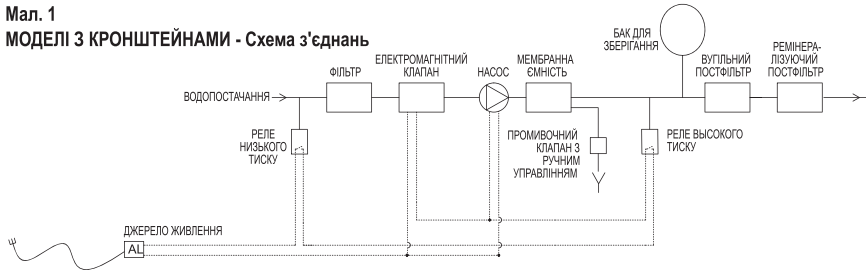 Мал. 1
МОДЕЛІ З КРОНШТЕЙНАМИ - Схема з'єднань
БАК ДЛЯ
ЗБЕРІГАННЯ
ВОДОПОСТАЧАННЯ
ФІЛЬТР
ЕЛЕКТРОМАГНІТНИЙ
КЛАПАН
НАСОС
МЕМБРАННА
ЄМНІСТЬ
ВУГІЛЬНИЙ
ПОСТФІЛЬТР
РЕМІНЕРА-
ЛІЗУЮЧИЙ
ПОСТФІЛЬТР
РЕЛЕ
НИЗЬКОГО
ТИСКУ
ПРОМИВОЧНИЙ
КЛАПАН З
РУЧНИМ
УПРАВЛІННЯМ
РЕЛЕ ВЫСОКОГО
ТИСКУ
ДЖЕРЕЛО ЖИВЛЕННЯ
AL